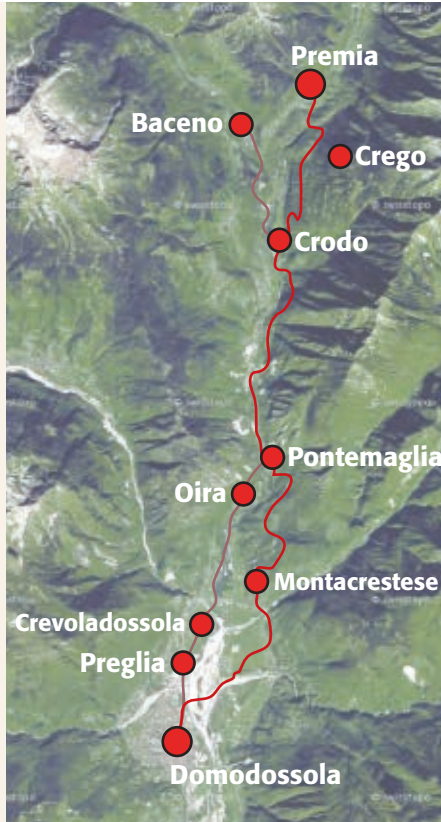 Premia
Baceno
Crego
Crodo
Pontemaglia
Oira
Montacrestese
Crevoladossola
Preglia
Domodossola